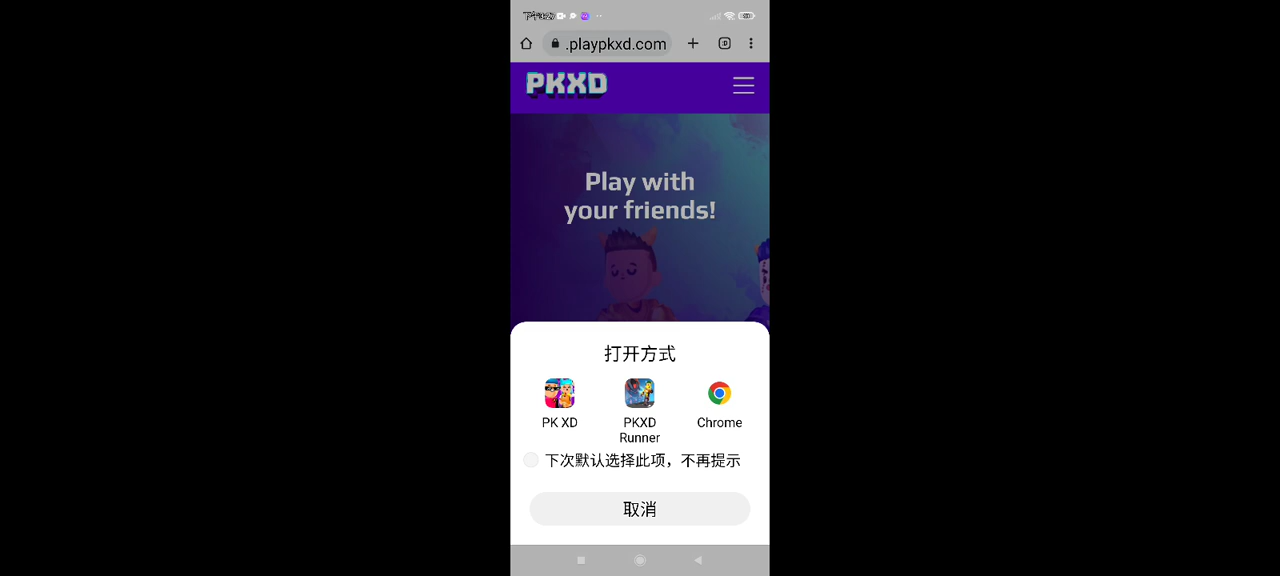 .playpkxd.com
PKXD
Play with
your friends!
打开方式
PK XD
PKXD
Runner
Chrome
下次默认选择此项，不再提示
取消